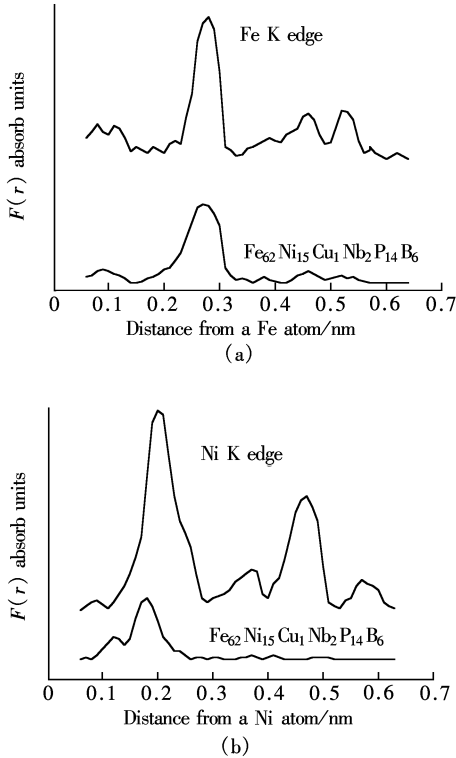 Fe K edge
F(r) absorb units
Fe62 Ni15 Cu1 Nb2 P14 B6
0 0.1 0.2 0.3 0.4 0.5 0.6 0.7
Distance from a Fe atom/nm
(a)
Ni K edge
F(r) absorb units
Fe62 Ni15 Cu1 Nb2 P14 B6
0 0.1 0.2 0.3 0.4 0.5 0.6 0.7
Distance from a Ni atom/nm
(b)